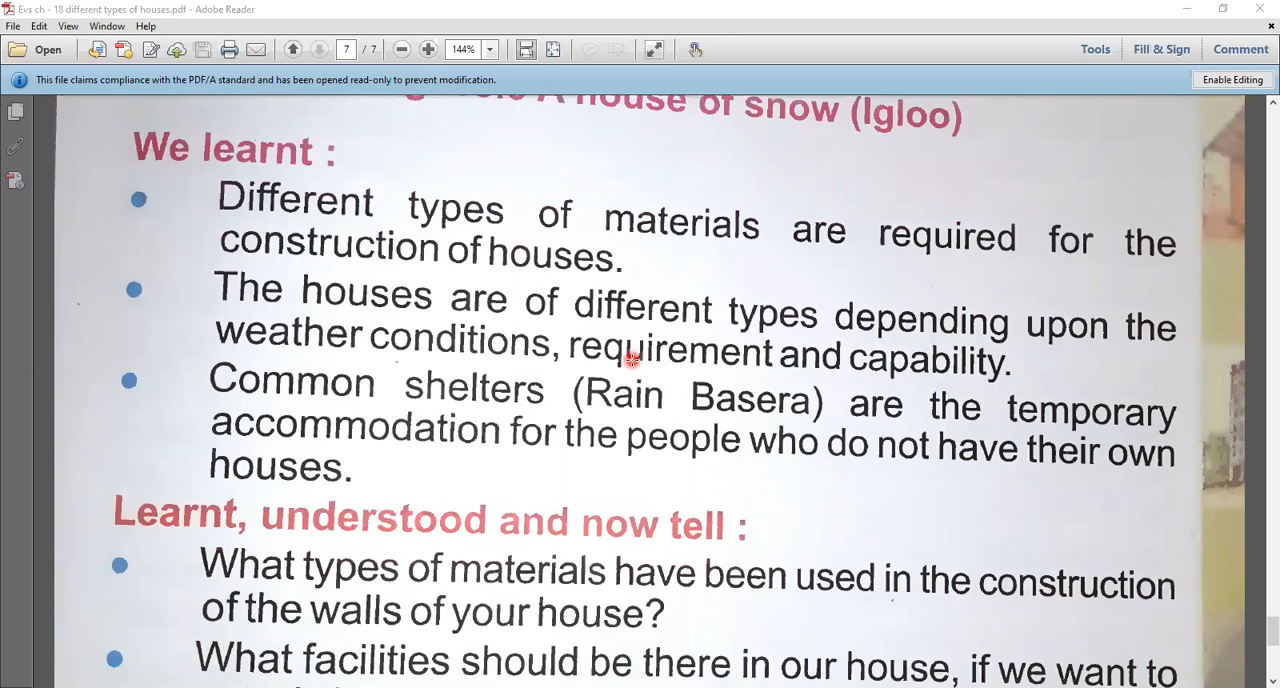 Evs ch - 18 different types of houses.pdf - Adobe Reader
File Edit View Window Help
Open 7 / 7 144% Tools Fill & Sign Comment
This file claims compliance with the PDF/A standard and has been opened read-only to prevent modification. Enable Editing
A house of snow (Igloo)
We learnt :
Different types of materials are required for the
construction of houses.
The houses are of different types depending upon the
weather conditions, requirement and capability.
Common shelters (Rain Basera) are the temporary
accommodation for the people who do not have their own
houses.
Learnt, understood and now tell :
What types of materials have been used in the construction
of the walls of your house?
What facilities should be there in our house, if we want to